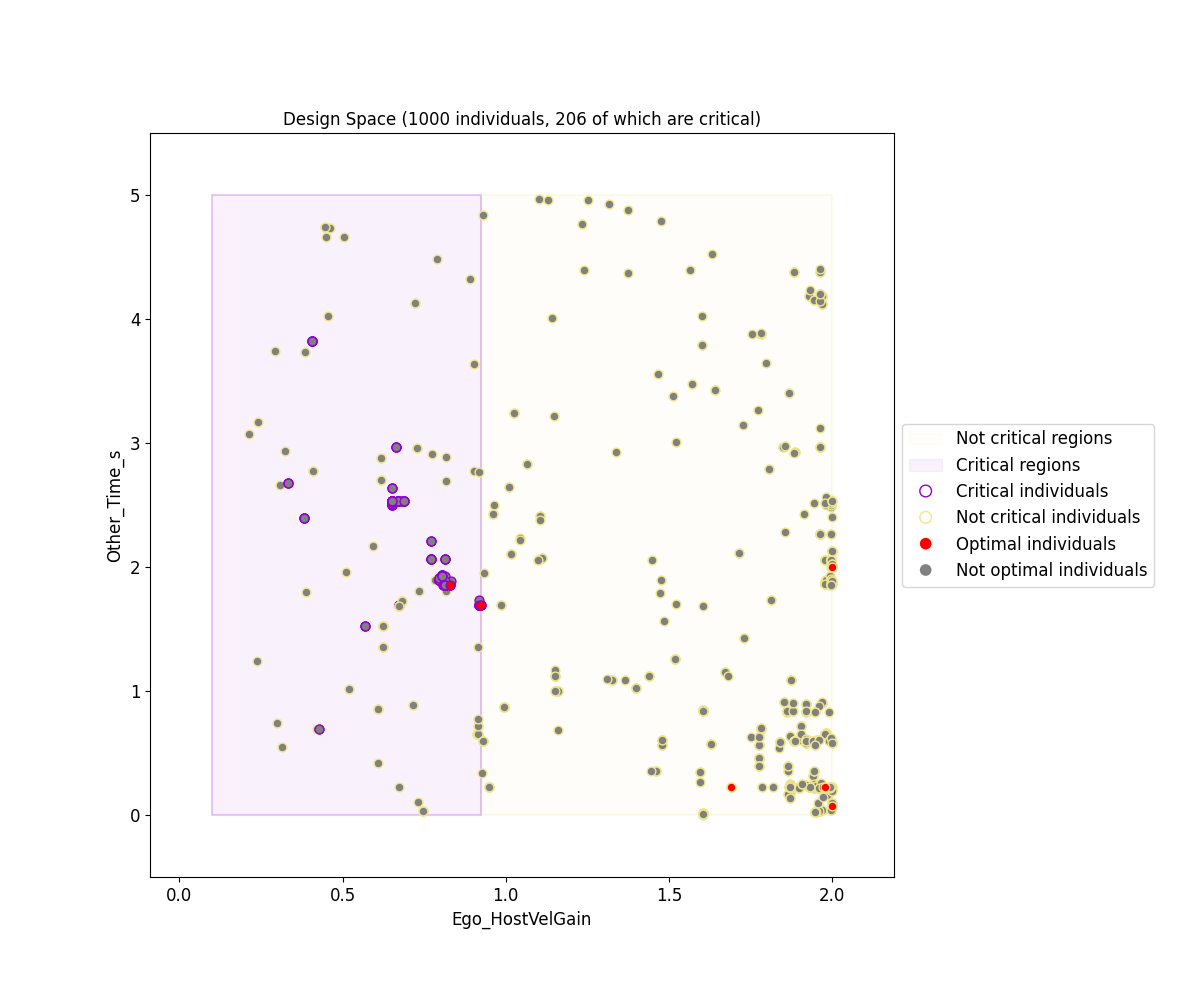 Design Space (1000 individuals, 206 of which are critical)
5
4
3
2
1
0
Other_Time_s
0.0 0.5 1.0 1.5 2.0
Ego_HostVelGain
Not critical regions
Critical regions
Critical individuals
Not critical individuals
Optimal individuals
Not optimal individuals